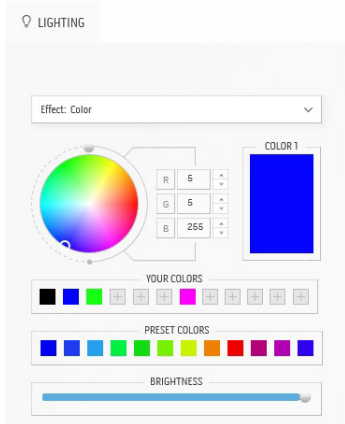 LIGHTING
Effect: Color
COLOR 1
R 5
G 5
B 255
YOUR COLORS
PRESET COLORS
BRIGHTNESS